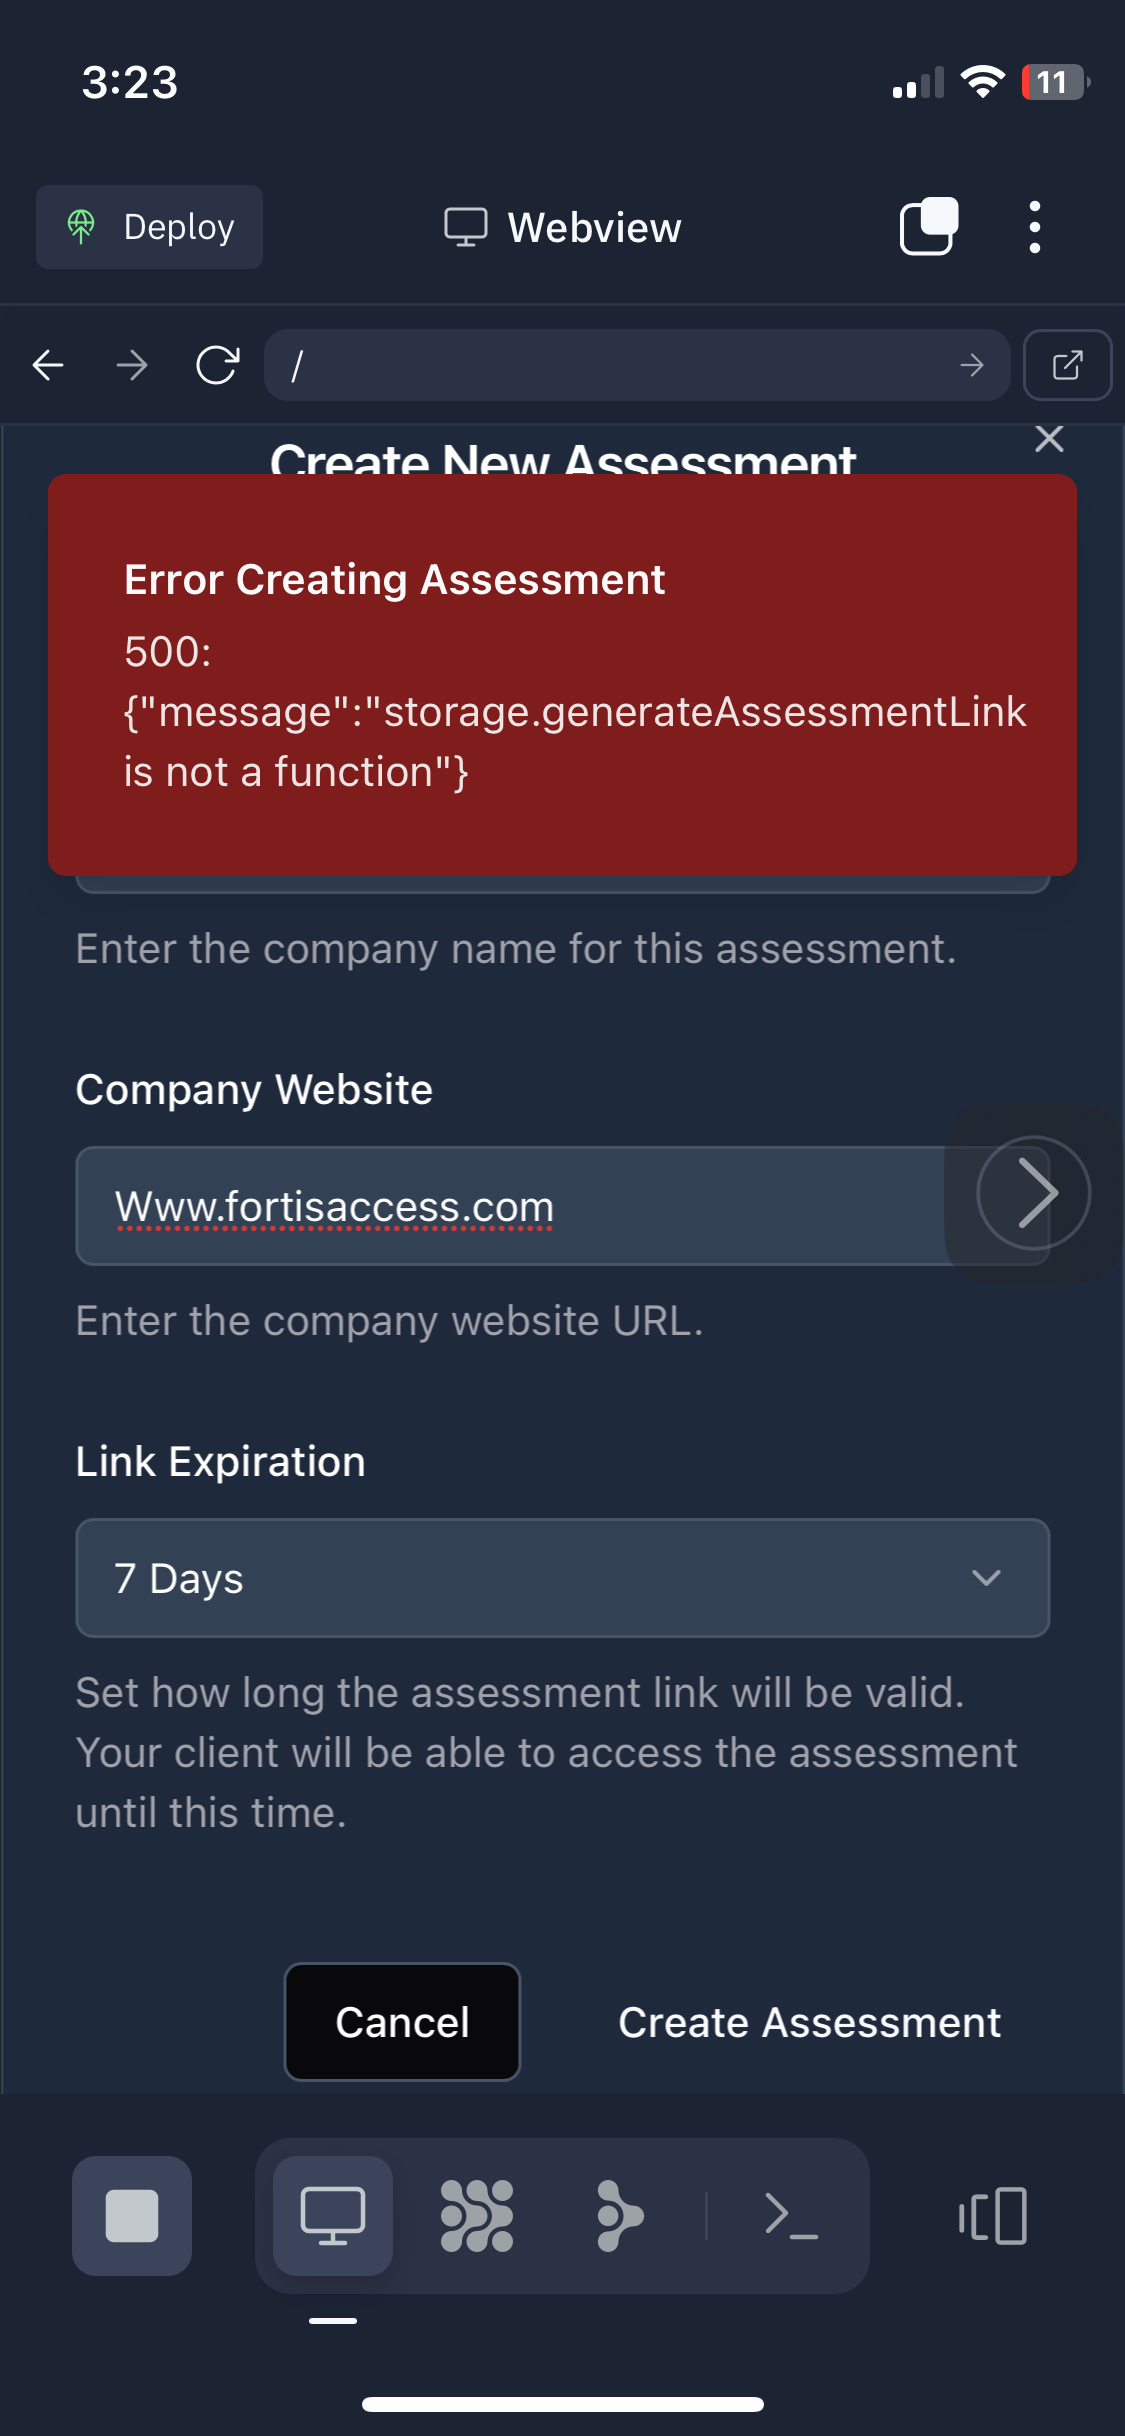 3:23
11
Deploy
Webview
/
Create New Assessment
Error Creating Assessment
500:
{"message":"storage.generateAssessmentLink
is not a function"}
Enter the company name for this assessment.
Company Website
Www.fortisaccess.com
Enter the company website URL.
Link Expiration
7 Days
Set how long the assessment link will be valid.
Your client will be able to access the assessment
until this time.
Cancel
Create Assessment